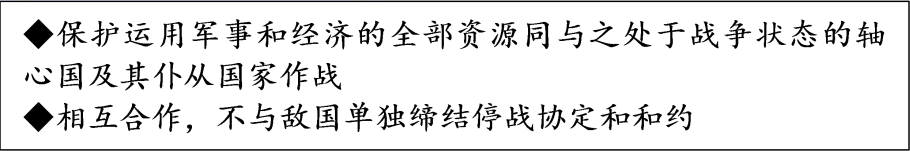 ◆保护运用军事和经济的全部资源同与之处于战争状态的轴
心国及其仆从国家作战
◆相互合作，不与敌国单独缔结停战协定和和约